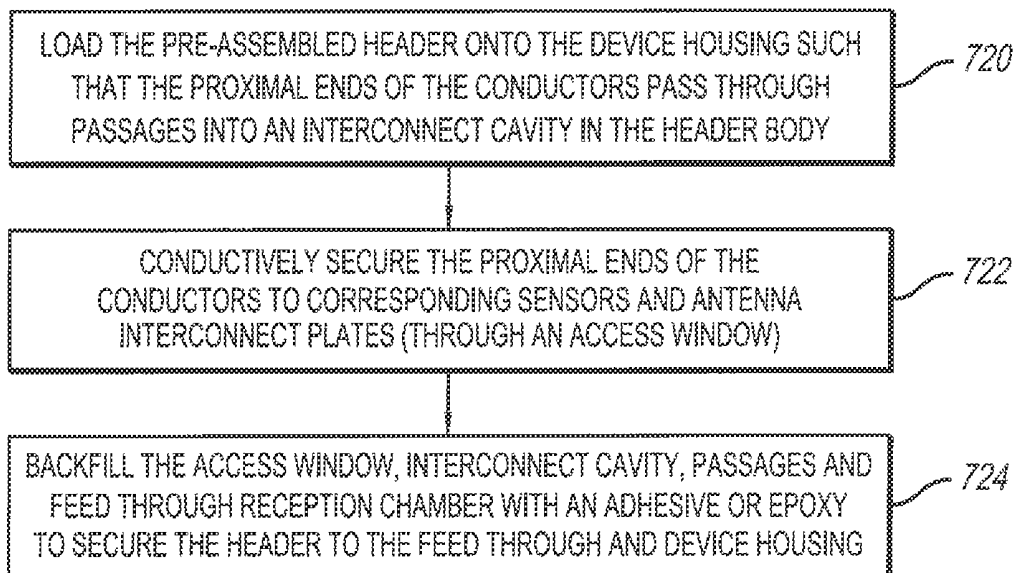 LOAD THE PRE-ASSEMBLED HEADER ONTO THE DEVICE HOUSING SUCH
THAT THE PROXIMAL ENDS OF THE CONDUCTORS PASS THROUGH
PASSAGES INTO AN INTERCONNECT CAVITY IN THE HEADER BODY
720
CONDUCTIVELY SECURE THE PROXIMAL ENDS OF THE
CONDUCTORS TO CORRESPONDING SENSORS AND ANTENNA
INTERCONNECT PLATES (THROUGH AN ACCESS WINDOW)
722
BACKFILL THE ACCESS WINDOW, INTERCONNECT CAVITY, PASSAGES AND
FEED THROUGH RECEPTION CHAMBER WITH AN ADHESIVE OR EPOXY
TO SECURE THE HEADER TO THE FEED THROUGH AND DEVICE HOUSING
724